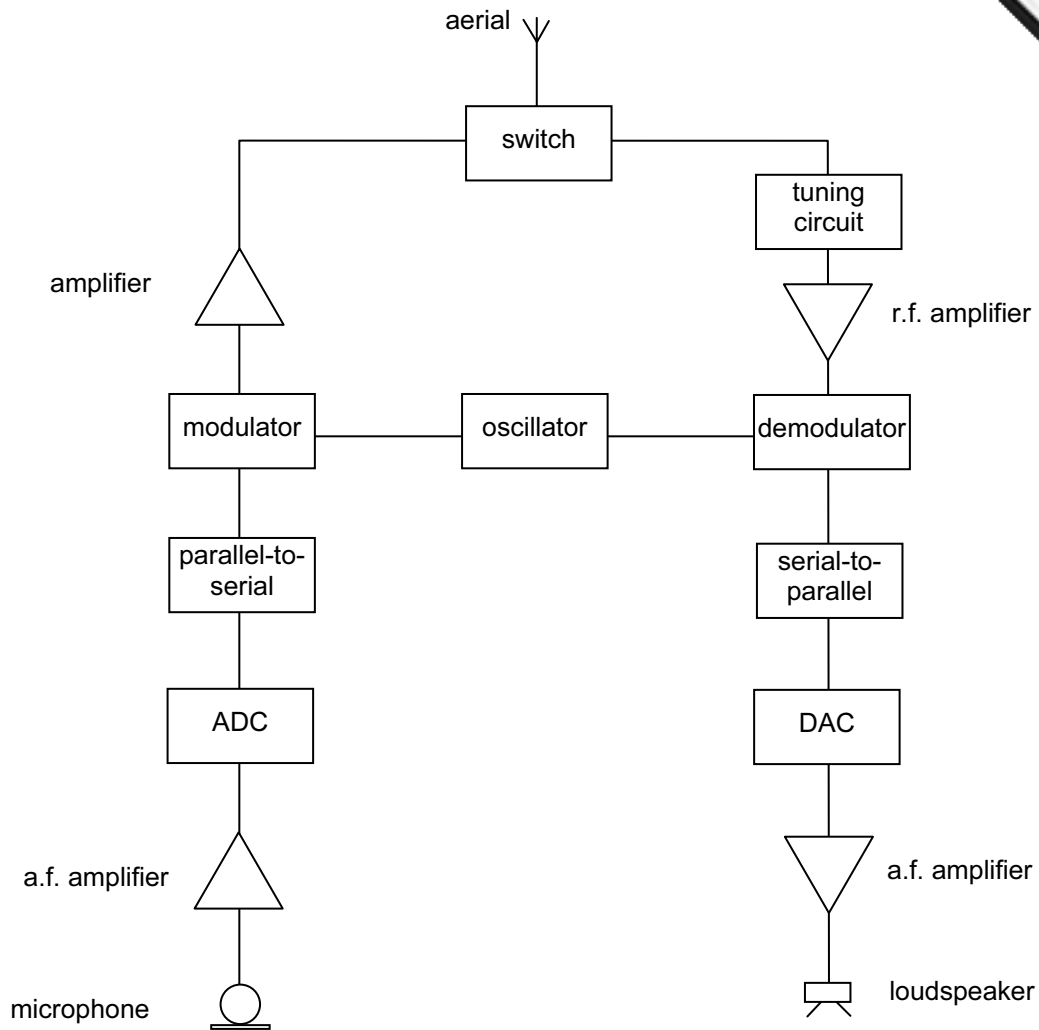 aerial
switch
tuning
circuit
amplifier
r.f. amplifier
modulator
oscillator
demodulator
parallel-to-
serial
serial-to-
parallel
ADC
DAC
a.f. amplifier
a.f. amplifier
microphone
loudspeaker